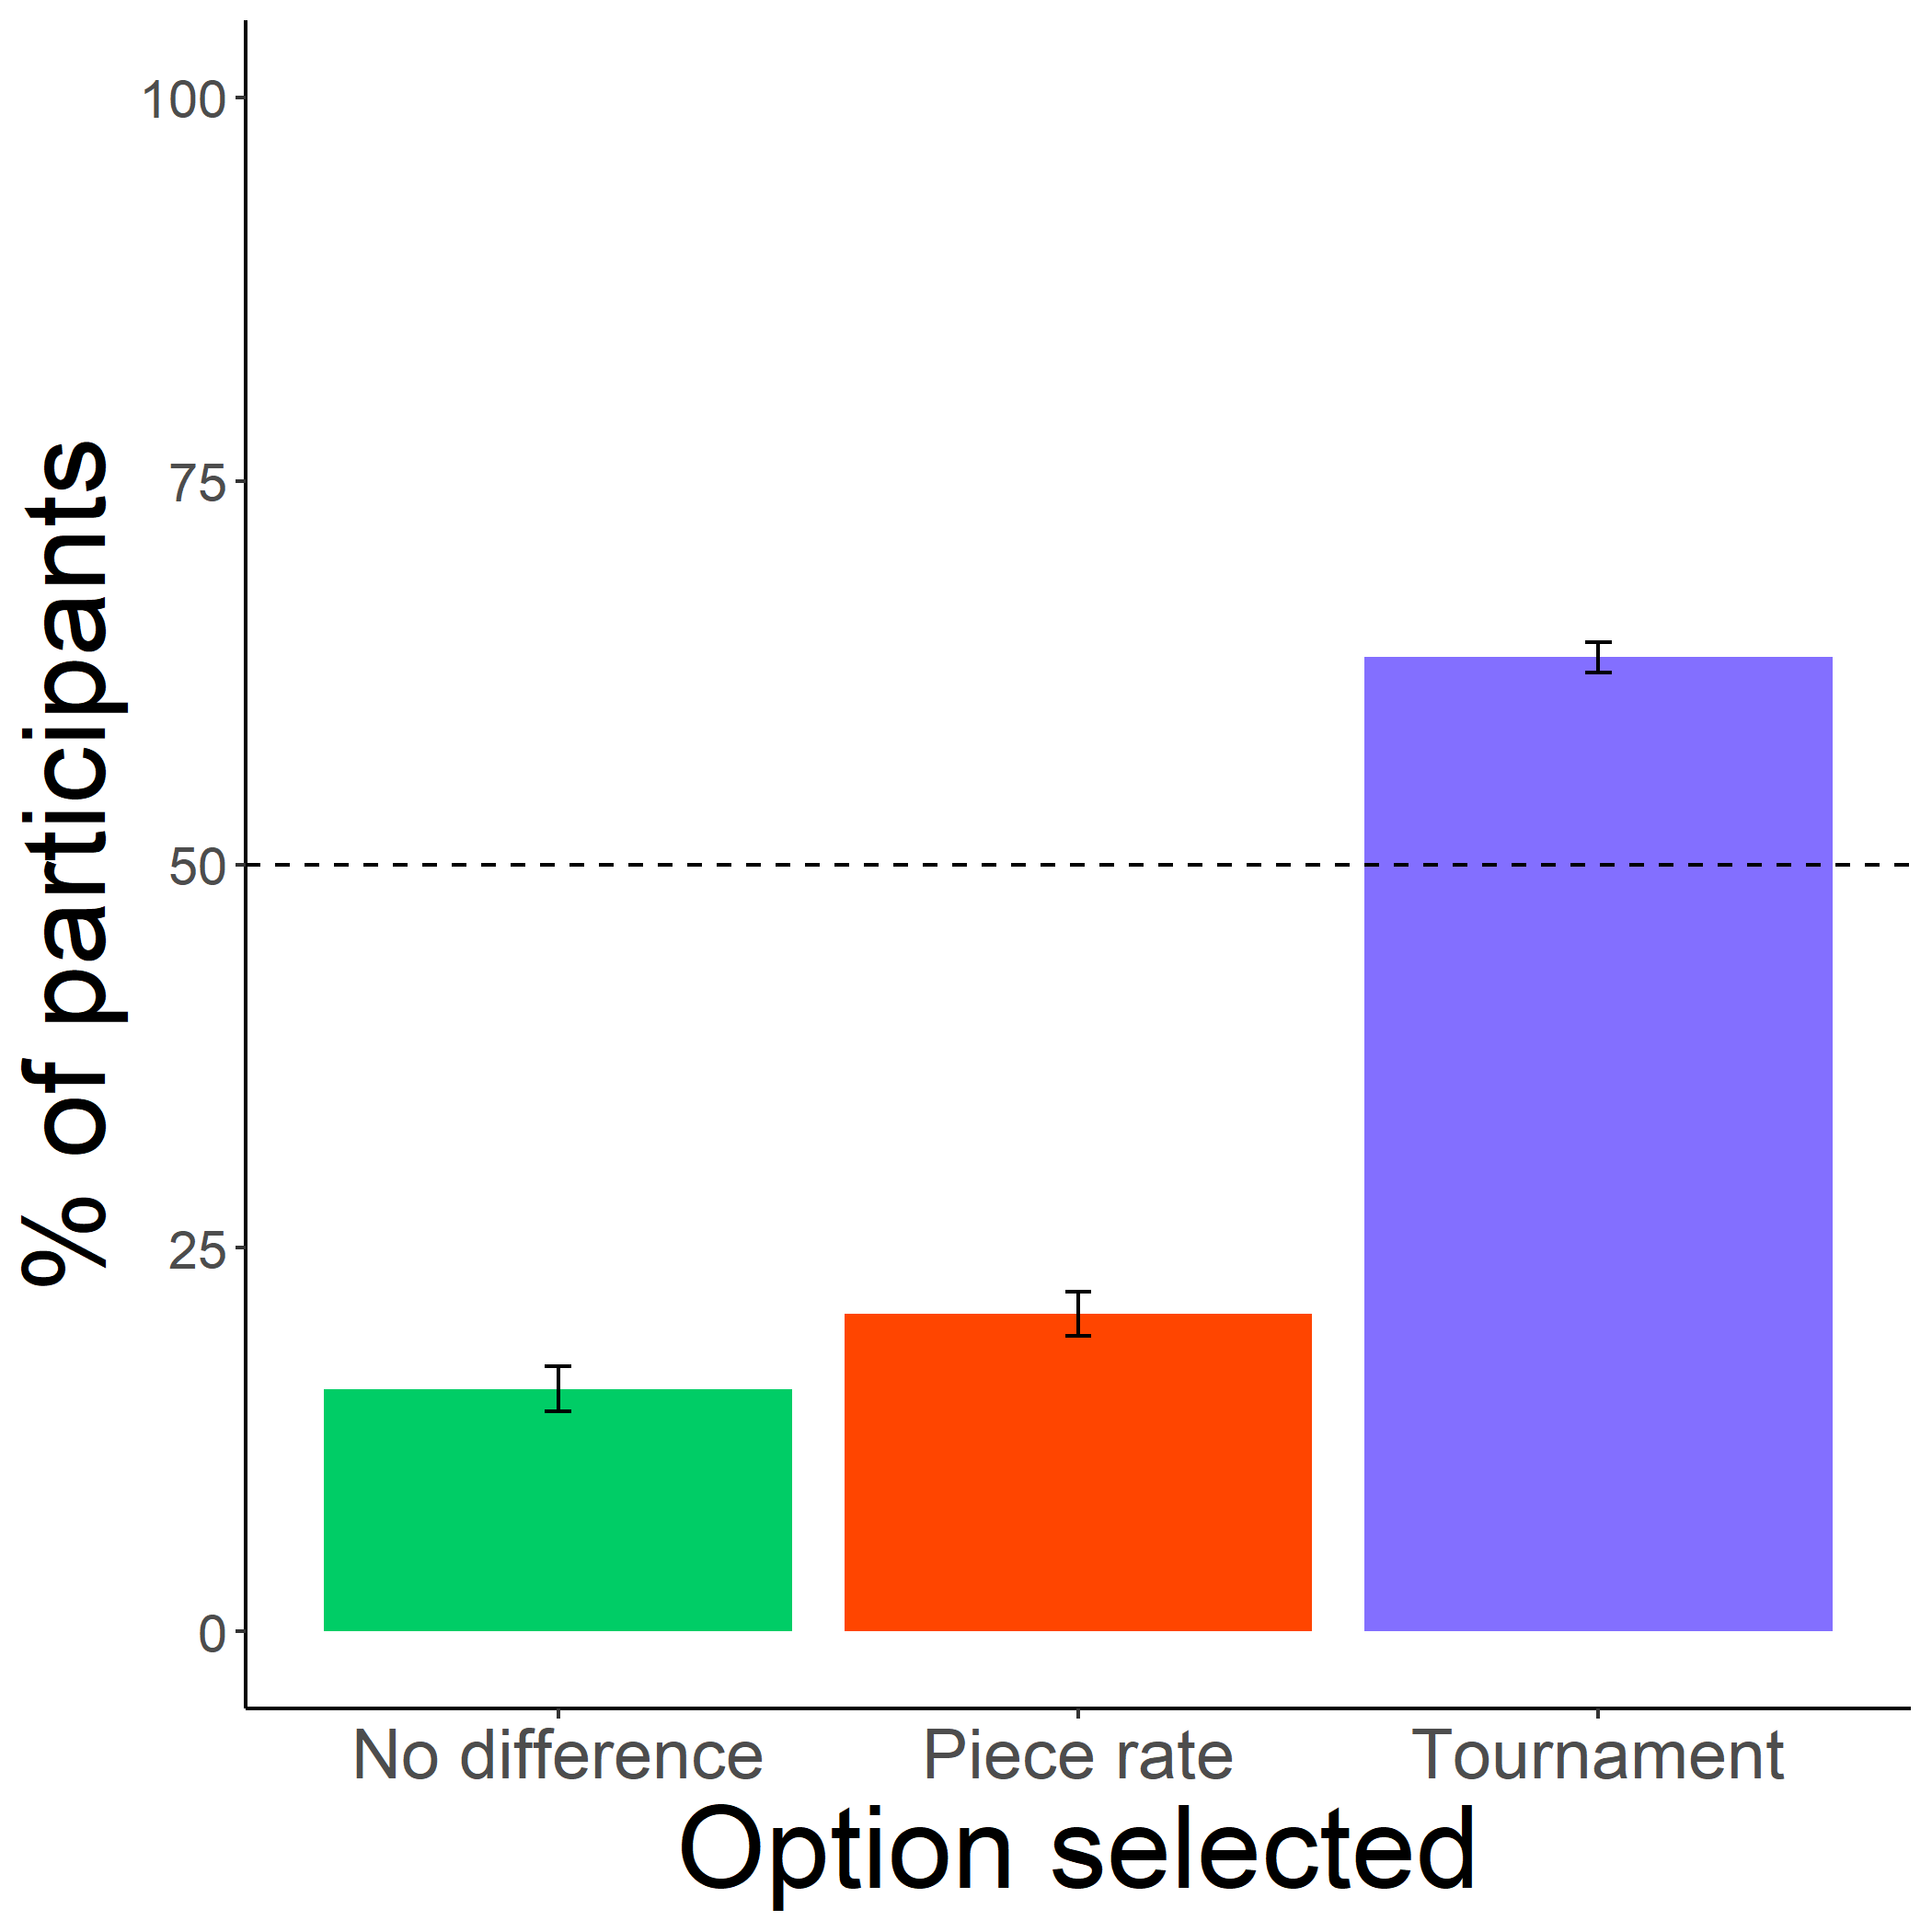 % of participants
100
75
50
25
0
No difference
Piece rate
Tournament
Option selected